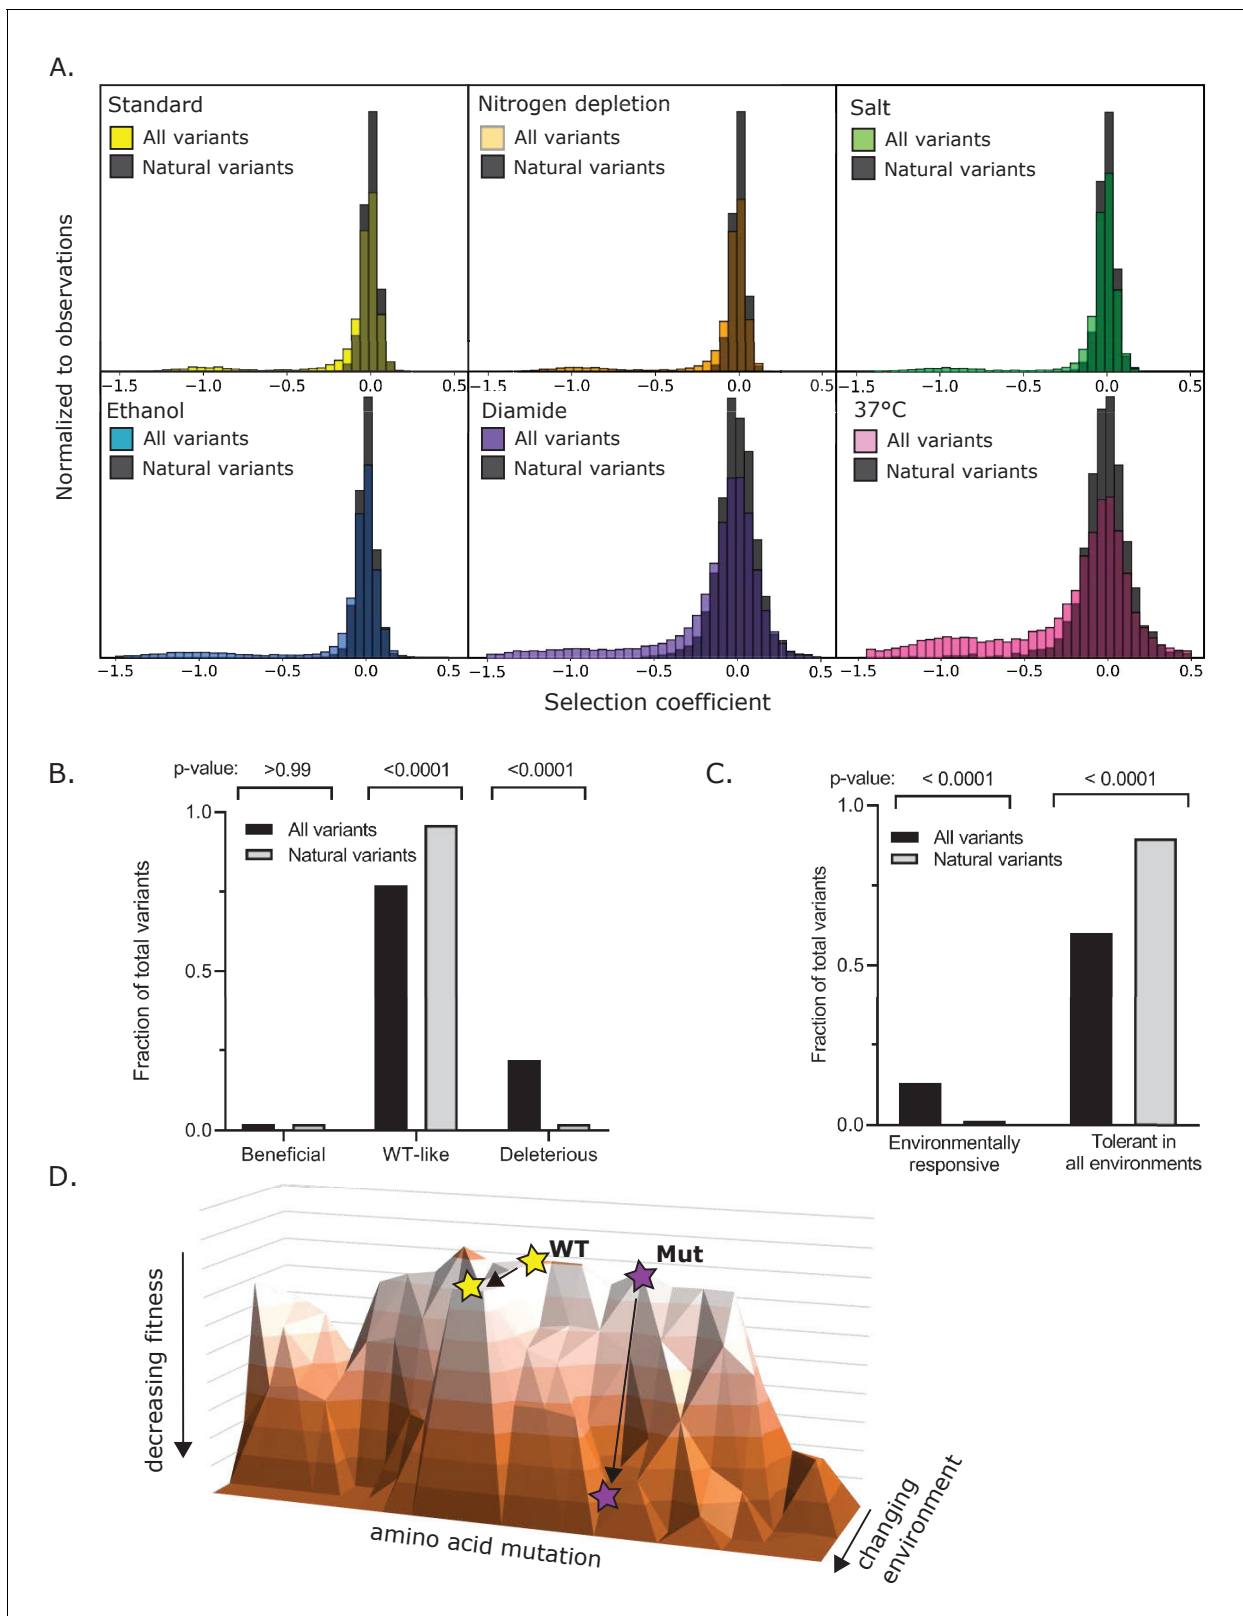 A.
Standard
All variants
Natural variants
Nitrogen depletion
All variants
Natural variants
Salt
All variants
Natural variants
−1.5 −1.0 −0.5 0.0 0.5
−1.5 −1.0 −0.5 0.0 0.5
−1.5 −1.0 −0.5 0.0 0.5
Ethanol
All variants
Natural variants
Diamide
All variants
Natural variants
37°C
All variants
Natural variants
−1.5 −1.0 −0.5 0.0 0.5
−1.5 −1.0 −0.5 0.0 0.5
−1.5 −1.0 −0.5 0.0 0.5
Normalized to observations
Selection coefficient
B.
p-value: >0.99 <0.0001 <0.0001
1.0
0.5
0.0
Fraction of total variants
All variants
Natural variants
Beneficial WT-like Deleterious
C.
p-value: < 0.0001 < 0.0001
1.0
0.5
0.0
Fraction of total variants
All variants
Natural variants
Environmentally
responsive
Tolerant in
all environments
D.
WT
Mut
decreasing fitness
amino acid mutation
changing
environment